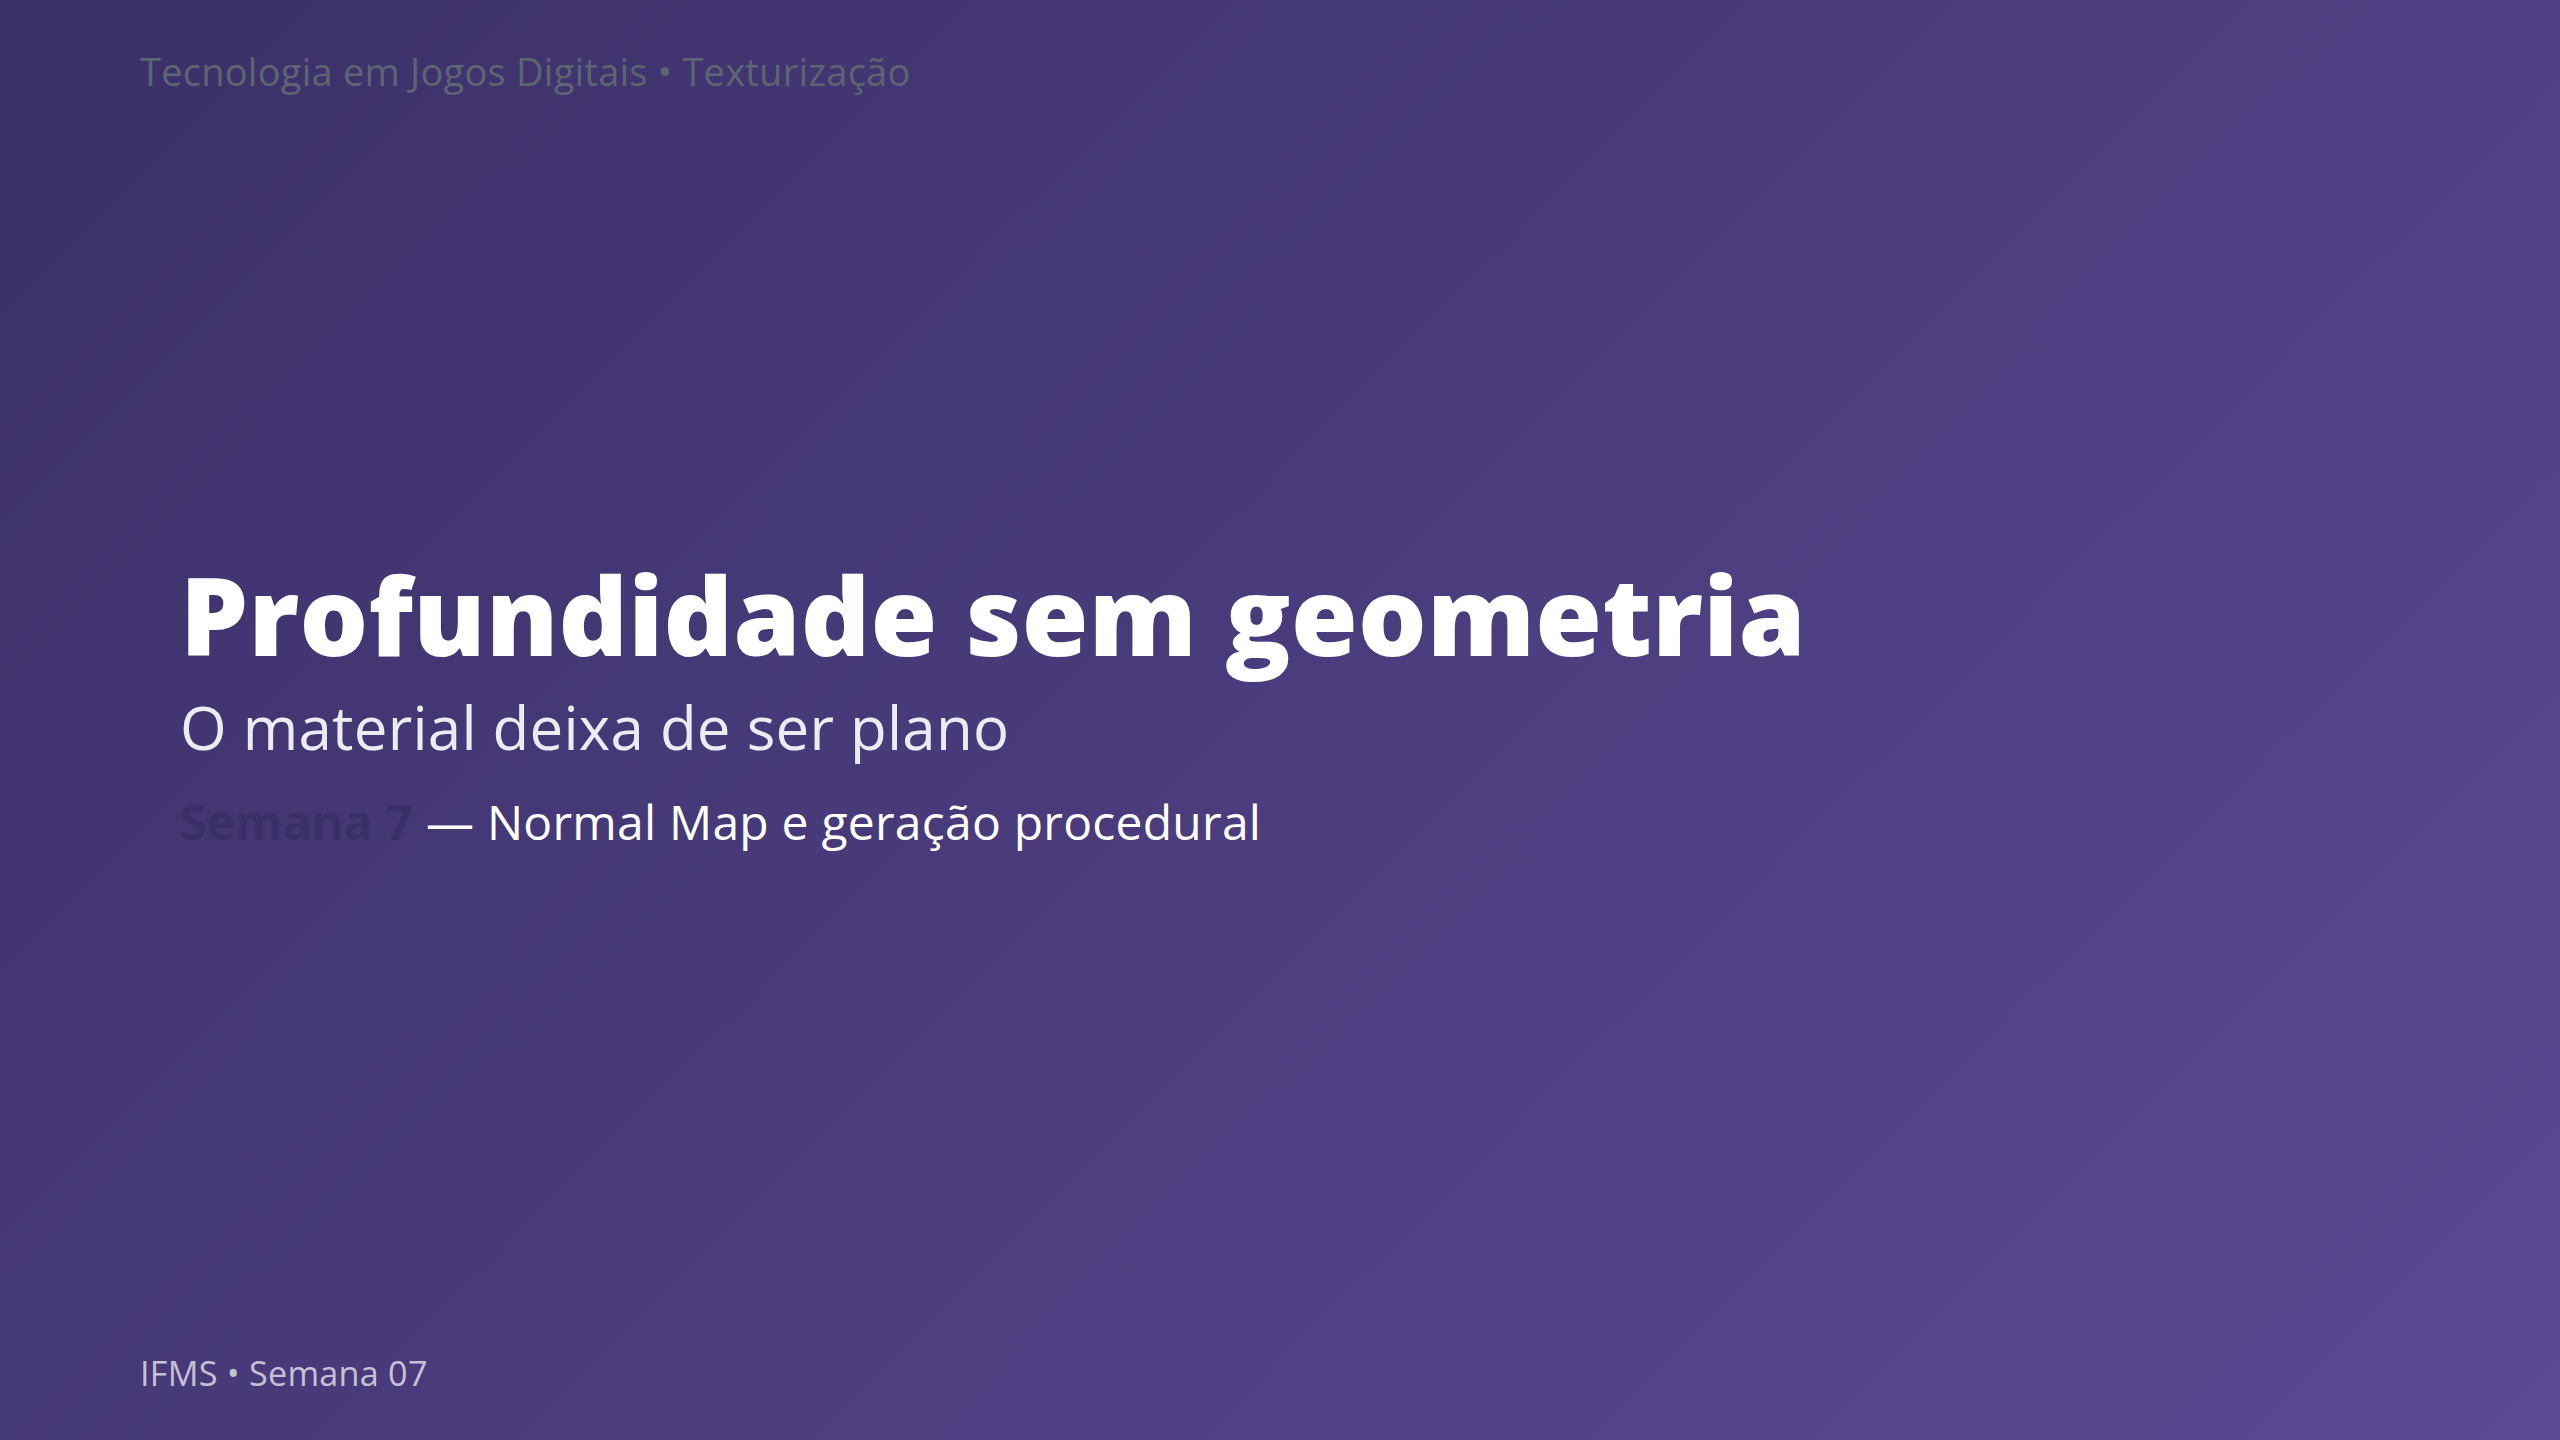 Tecnologia em Jogos Digitais • Texturização
Profundidade sem geometria
O material deixa de ser plano
Semana 7 — Normal Map e geração procedural
IFMS • Semana 07